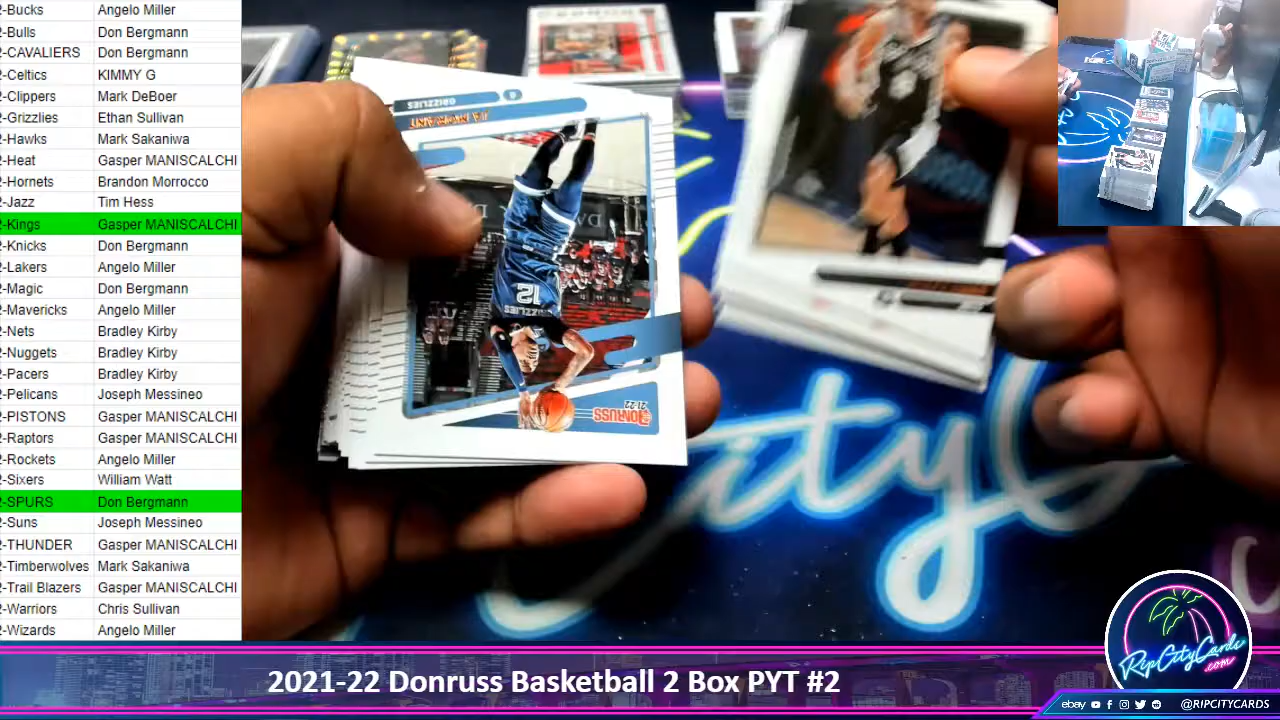 2-Bucks Angelo Miller
2-Bulls Don Bergmann
2-CAVALIERS Don Bergmann
2-Celtics KIMMY G
2-Clippers Mark DeBoer
2-Grizzlies Ethan Sullivan
2-Hawks Mark Sakaniwa
2-Heat Gasper MANISCALCHI
2-Hornets Brandon Morrocco
2-Jazz Tim Hess
2-Kings Gasper MANISCALCHI
2-Knicks Don Bergmann
2-Lakers Angelo Miller
2-Magic Don Bergmann
2-Mavericks Angelo Miller
2-Nets Bradley Kirby
2-Nuggets Bradley Kirby
2-Pacers Bradley Kirby
2-Pelicans Joseph Messineo
2-PISTONS Gasper MANISCALCHI
2-Raptors Gasper MANISCALCHI
2-Rockets Angelo Miller
2-Sixers William Watt
2-SPURS Don Bergmann
2-Suns Joseph Messineo
2-THUNDER Gasper MANISCALCHI
2-Timberwolves Mark Sakaniwa
2-Trail Blazers Gasper MANISCALCHI
2-Warriors Chris Sullivan
2-Wizards Angelo Miller
GRIZZLIES G
JA MORANT
12
GRIZZLIES
21-22
DONRUSS
ityC
RipCityCards
.com
2021-22 Donruss Basketball 2 Box PYT #2
ebay @RIPCITYCARDS